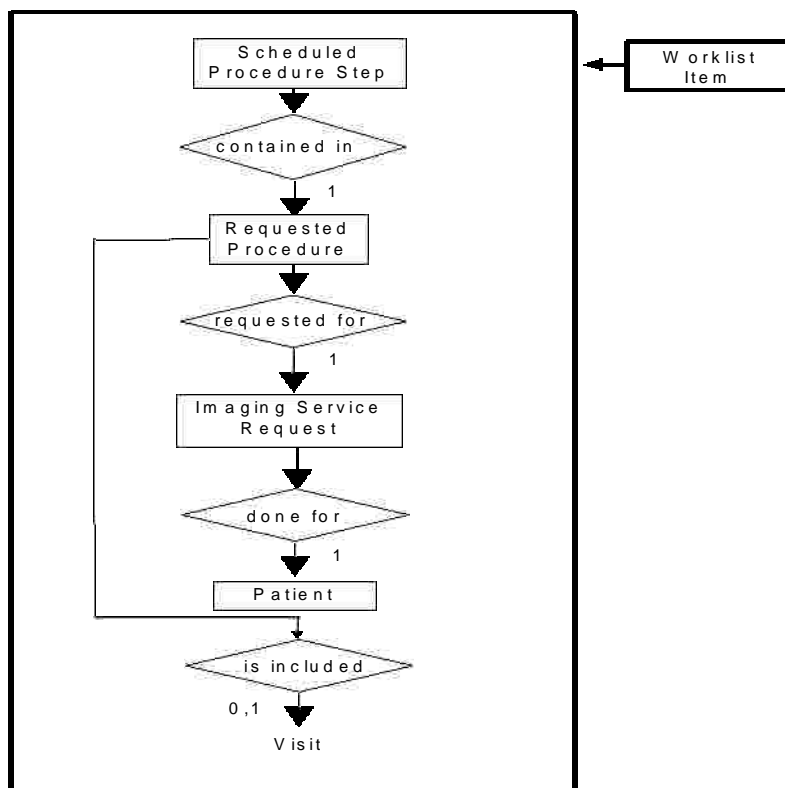 Scheduled
Procedure Step
Worklist
Item
contained in
1
Requested
Procedure
requested for
1
Imaging Service
Request
done for
1
Patient
is included
0,1
Visit